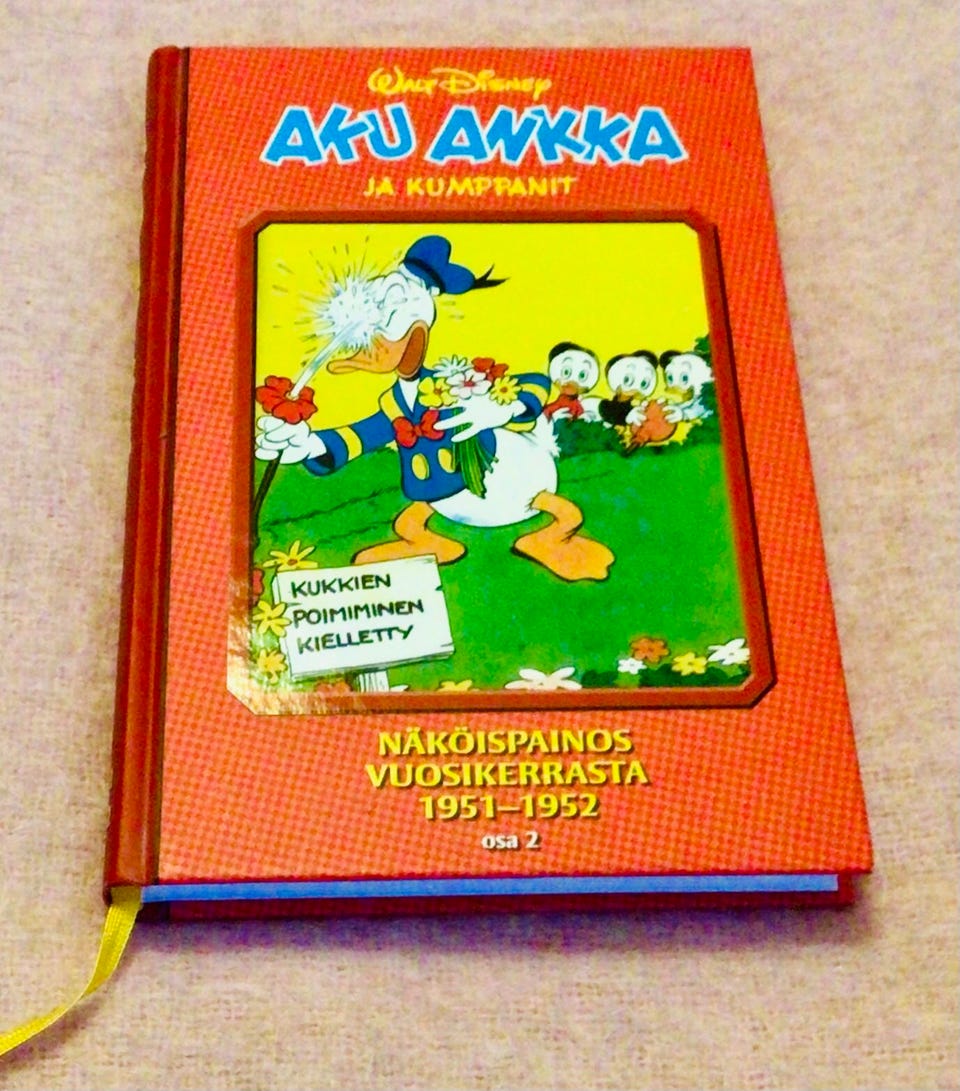 WALT DISNEY
AKU ANKKA
JA KUMPPANIT
KUKKIEN
POIMIMINEN
KIELLETTY
NÄKÖISPAINOS
VUOSIKERRASTA
1951–1952
osa 2